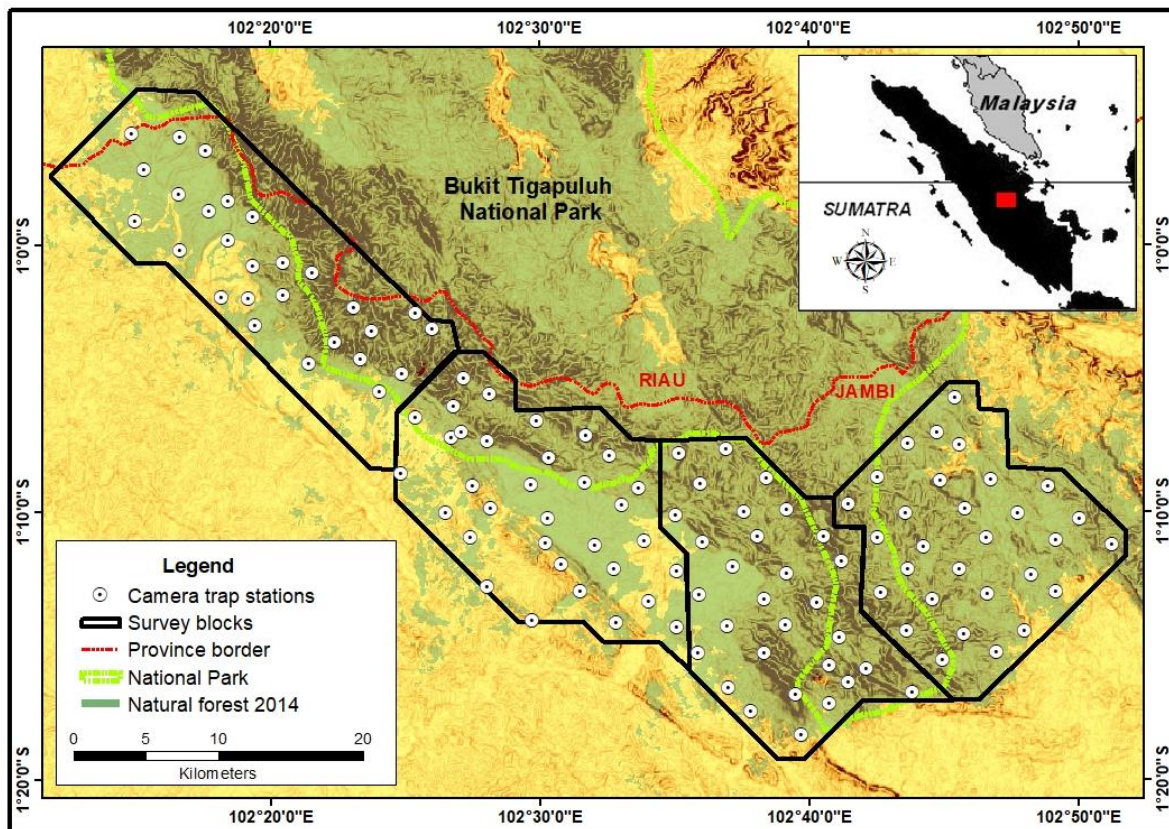 102°20'0"E 102°30'0"E 102°40'0"E 102°50'0"E
Malaysia
SUMATRA
N
W E
S
Bukit Tigapuluh
National Park
1°0'0"S 1°0'0"S
RIAU
JAMBI
1°10'0"S 1°10'0"S
Legend
Camera trap stations
Survey blocks
Province border
National Park
Natural forest 2014
0 5 10 20
Kilometers
1°20'0"S 1°20'0"S
102°20'0"E 102°30'0"E 102°40'0"E 102°50'0"E